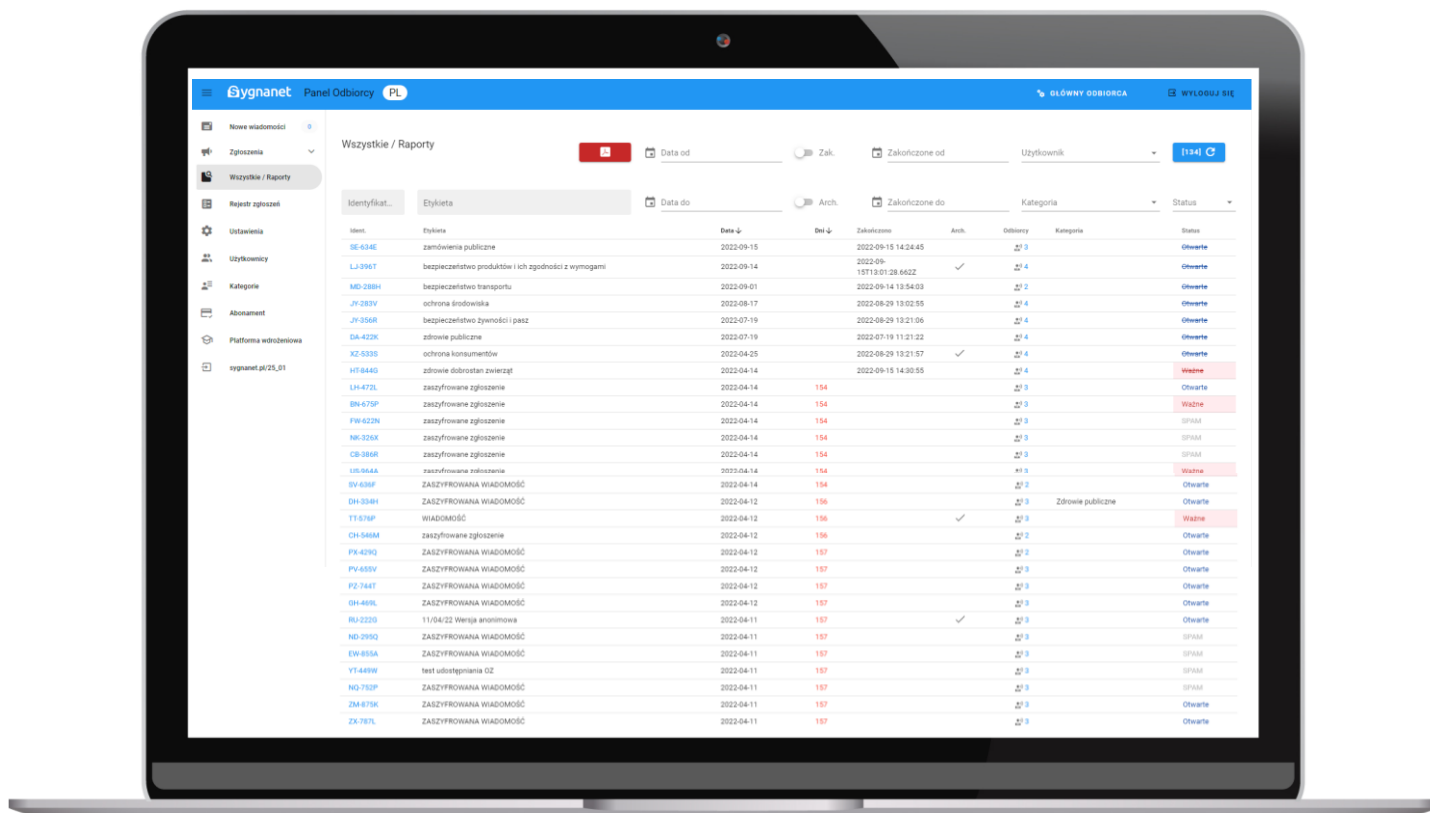 Sygnanet Panel Odbiorcy PL GŁÓWNY ODBIORCA WYLOGUJ SIĘ
Nowe wiadomości 0
Zgłoszenia
Wszystkie / Raporty
Rejestr zgłoszeń
Ustawienia
Użytkownicy
Kategorie
Abonament
Platforma wdrożeniowa
sygnanet.pl/25_01
Wszystkie / Raporty Data od Zak. Zakończone od Użytkownik [134]
Identyfikat... Etykieta Data do Arch. Zakończone do Kategoria Status
Ident. Etykieta Data Dni Zakończone Arch. Odbiorcy Kategoria Status
SE-634E zamówienia publiczne 2022-09-15 2022-09-15 14:24:45 3 Otwarte
LJ-396T bezpieczeństwo produktów i ich zgodności z wymogami 2022-09-14 2022-09-15T13:01:28.662Z 4 Otwarte
MD-288H bezpieczeństwo transportu 2022-09-01 2022-09-14 13:54:03 2 Otwarte
JY-283V ochrona środowiska 2022-08-17 2022-08-29 13:02:55 4 Otwarte
JY-356R bezpieczeństwo żywności i pasz 2022-07-19 2022-08-29 13:21:06 4 Otwarte
DA-422K zdrowie publiczne 2022-07-19 2022-07-19 11:21:22 4 Otwarte
XZ-533S ochrona konsumentów 2022-04-25 2022-08-29 13:21:57 4 Otwarte
HT-844G zdrowie dobrostan zwierząt 2022-04-14 2022-09-15 14:30:55 4 Ważne
LH-472L zaszyfrowane zgłoszenie 2022-04-14 154 3 Otwarte
BN-675P zaszyfrowane zgłoszenie 2022-04-14 154 3 Ważne
FW-622N zaszyfrowane zgłoszenie 2022-04-14 154 3 SPAM
NK-326X zaszyfrowane zgłoszenie 2022-04-14 154 3 SPAM
CB-386R zaszyfrowane zgłoszenie 2022-04-14 154 3 SPAM
US-964A zaszyfrowane zgłoszenie 2022-04-14 154 3 Ważne
SV-636F ZASZYFROWANA WIADOMOŚĆ 2022-04-14 154 2 Otwarte
DH-334H ZASZYFROWANA WIADOMOŚĆ 2022-04-12 156 3 Zdrowie publiczne Otwarte
TT-576P WIADOMOŚĆ 2022-04-12 156 3 Ważne
CH-546M zaszyfrowane zgłoszenie 2022-04-12 156 2 Otwarte
PX-429Q ZASZYFROWANA WIADOMOŚĆ 2022-04-12 157 2 Otwarte
PV-655V ZASZYFROWANA WIADOMOŚĆ 2022-04-12 157 3 Otwarte
PZ-744T ZASZYFROWANA WIADOMOŚĆ 2022-04-12 157 3 Otwarte
GH-469L ZASZYFROWANA WIADOMOŚĆ 2022-04-12 157 3 Otwarte
RU-222G 11/04/22 Wersja anonimowa 2022-04-11 157 3 Otwarte
ND-295Q ZASZYFROWANA WIADOMOŚĆ 2022-04-11 157 3 SPAM
EW-855A ZASZYFROWANA WIADOMOŚĆ 2022-04-11 157 3 SPAM
YT-449W test udostępniania OZ 2022-04-11 157 3 SPAM
NQ-752P ZASZYFROWANA WIADOMOŚĆ 2022-04-11 157 3 SPAM
ZM-875K ZASZYFROWANA WIADOMOŚĆ 2022-04-11 157 3 Otwarte
ZX-787L ZASZYFROWANA WIADOMOŚĆ 2022-04-11 157 3 Otwarte